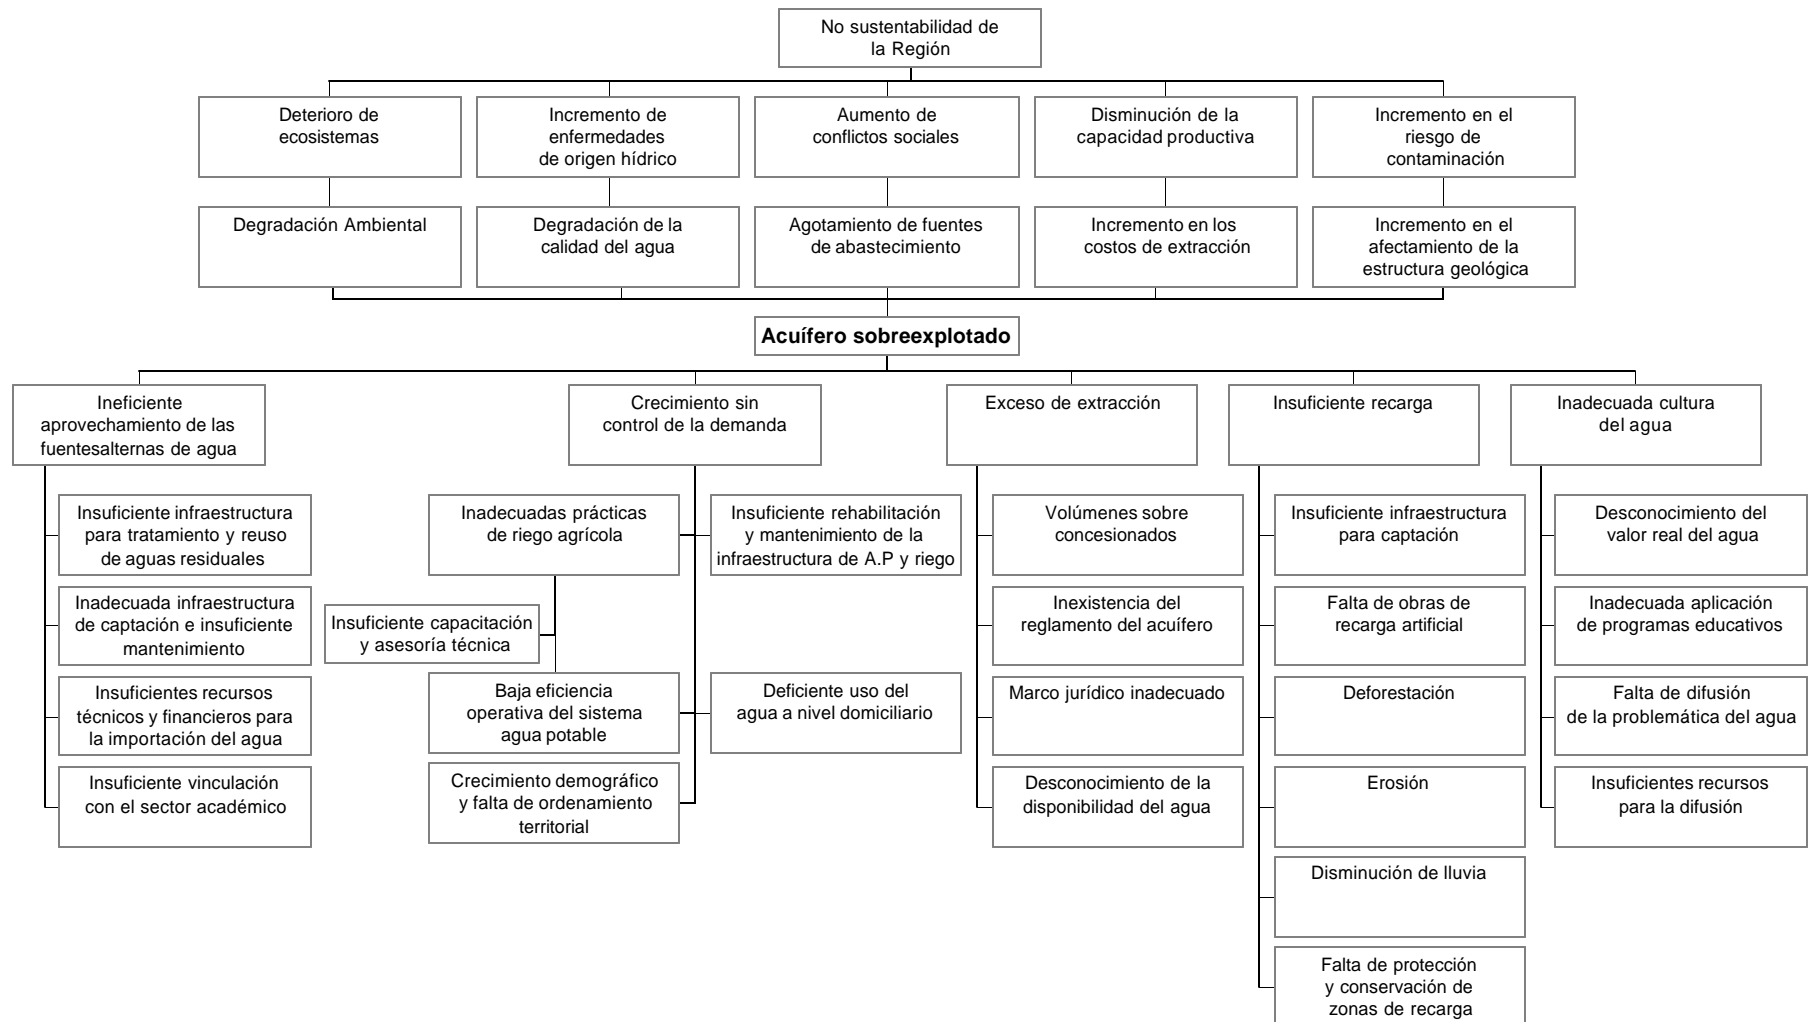 No sustentabilidad de
la Región
Deterioro de
ecosistemas
Incremento de
enfermedades
de origen hídrico
Aumento de
conflictos sociales
Disminución de la
capacidad productiva
Incremento en el
riesgo de
contaminación
Degradación Ambiental
Degradación de la
calidad del agua
Agotamiento de fuentes
de abastecimiento
Incremento en los
costos de extracción
Incremento en el
afectamiento de la
estructura geológica
Acuífero sobreexplotado
Ineficiente
aprovechamiento de las
fuentesalternas de agua
Crecimiento sin
control de la demanda
Exceso de extracción
Insuficiente recarga
Inadecuada cultura
del agua
Insuficiente infraestructura
para tratamiento y reuso
de aguas residuales
Inadecuada infraestructura
de captación e insuficiente
mantenimiento
Insuficientes recursos
técnicos y financieros para
la importación del agua
Insuficiente vinculación
con el sector académico
Inadecuadas prácticas
de riego agrícola
Insuficiente capacitación
y asesoría técnica
Baja eficiencia
operativa del sistema
agua potable
Crecimiento demográfico
y falta de ordenamiento
territorial
Insuficiente rehabilitación
y mantenimiento de la
infraestructura de A.P y riego
Deficiente uso del
agua a nivel domiciliario
Volúmenes sobre
concesionados
Inexistencia del
reglamento del acuífero
Marco jurídico inadecuado
Desconocimiento de la
disponibilidad del agua
Insuficiente infraestructura
para captación
Falta de obras de
recarga artificial
Deforestación
Erosión
Disminución de lluvia
Falta de protección
y conservación de
zonas de recarga
Desconocimiento del
valor real del agua
Inadecuada aplicación
de programas educativos
Falta de difusión
de la problemática del agua
Insuficientes recursos
para la difusión